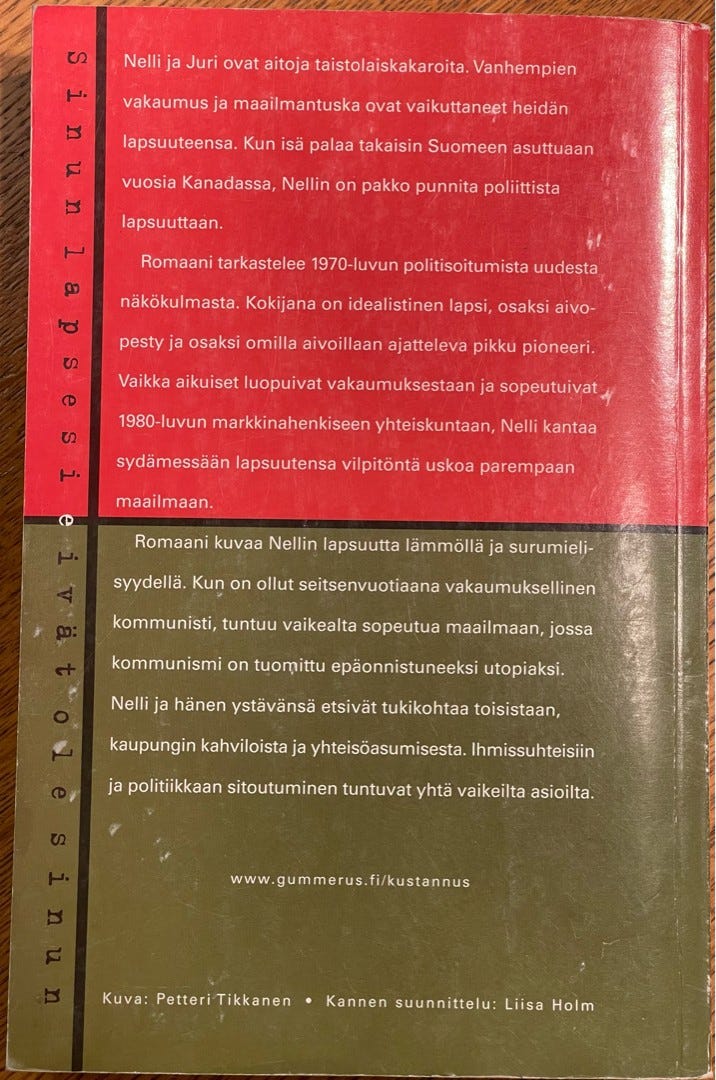 Sinun lapsesi eivät ole sinun
Nelli ja Juri ovat aitoja taistolaiskakaroita. Vanhempien
vakaumus ja maailmantuska ovat vaikuttaneet heidän
lapsuuteensa. Kun isä palaa takaisin Suomeen asuttuaan
vuosia Kanadassa, Nellin on pakko punnita poliittista
lapsuuttaan.
Romaani tarkastelee 1970-luvun politisoitumista uudesta
näkökulmasta. Kokijana on idealistinen lapsi, osaksi aivo-
pesty ja osaksi omilla aivoillaan ajatteleva pikku pioneeri.
Vaikka aikuiset luopuivat vakaumuksestaan ja sopeutuivat
1980-luvun markkinahenkiseen yhteiskuntaan, Nelli kantaa
sydämessään lapsuutensa vilpitöntä uskoa parempaan
maailmaan.
Romaani kuvaa Nellin lapsuutta lämmöllä ja surumieli-
syydellä. Kun on ollut seitsenvuotiaana vakaumuksellinen
kommunisti, tuntuu vaikealta sopeutua maailmaan, jossa
kommunismi on tuomittu epäonnistuneeksi utopiaksi.
Nelli ja hänen ystävänsä etsivät tukikohtaa toisistaan,
kaupungin kahviloista ja yhteisöasumisesta. Ihmissuhteisiin
ja politiikkaan sitoutuminen tuntuvat yhtä vaikeilta asioilta.
www.gummerus.fi/kustannus
Kuva: Petteri Tikkanen • Kannen suunnittelu: Liisa Holm